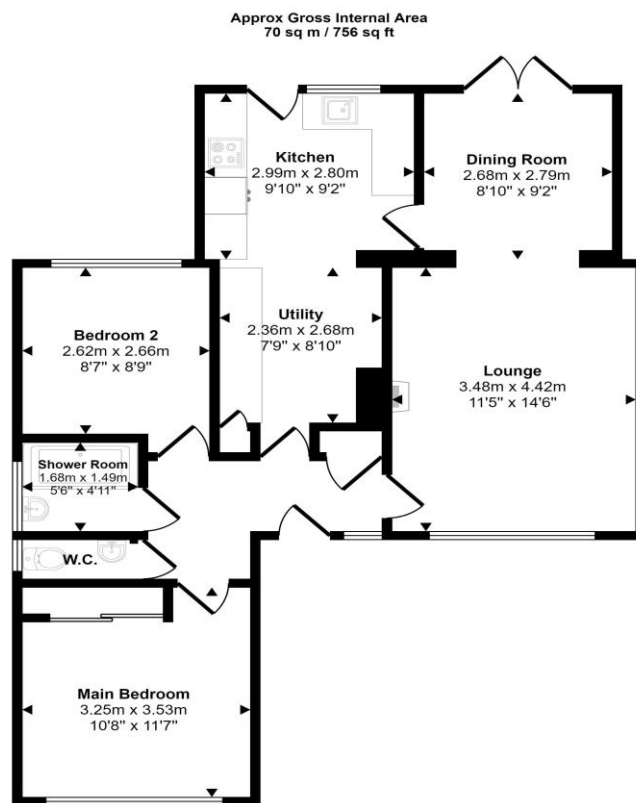 Approx Gross Internal Area
70 sq m / 756 sq ft
Kitchen
2.99m x 2.80m
9'10" x 9'2"
Dining Room
2.68m x 2.79m
8'10" x 9'2"
Bedroom 2
2.62m x 2.66m
8'7" x 8'9"
Utility
2.36m x 2.68m
7'9" x 8'10"
Lounge
3.48m x 4.42m
11'5" x 14'6"
Shower Room
1.68m x 1.49m
5'6" x 4'11"
W.C.
Main Bedroom
3.25m x 3.53m
10'8" x 11'7"